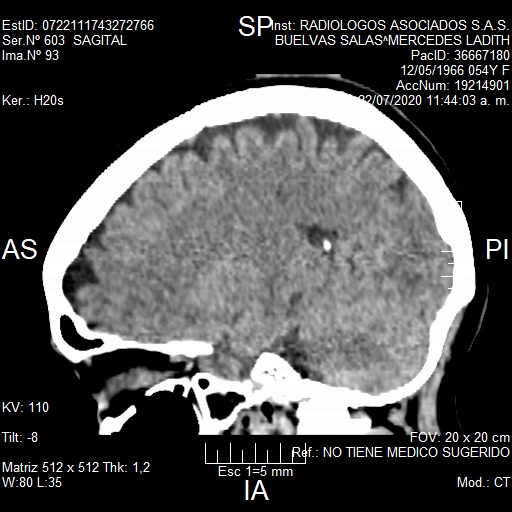 EstID: 0722111743272766
Ser.Nº 603 SAGITAL
Ima.Nº 93
Ker.: H20s
SP
Inst: RADIOLOGOS ASOCIADOS S.A.S.
BUELVAS SALAS^MERCEDES LADITH
PacID: 36667180
12/05/1966 054Y F
AccNum: 19214901
22/07/2020 11:44:03 a. m.
AS
PI
KV: 110
Tilt: -8
Matriz 512 x 512 Thk: 1,2
W:80 L:35
Esc 1=5 mm
IA
FOV: 20 x 20 cm
Ref.: NO TIENE MEDICO SUGERIDO
Mod.: CT